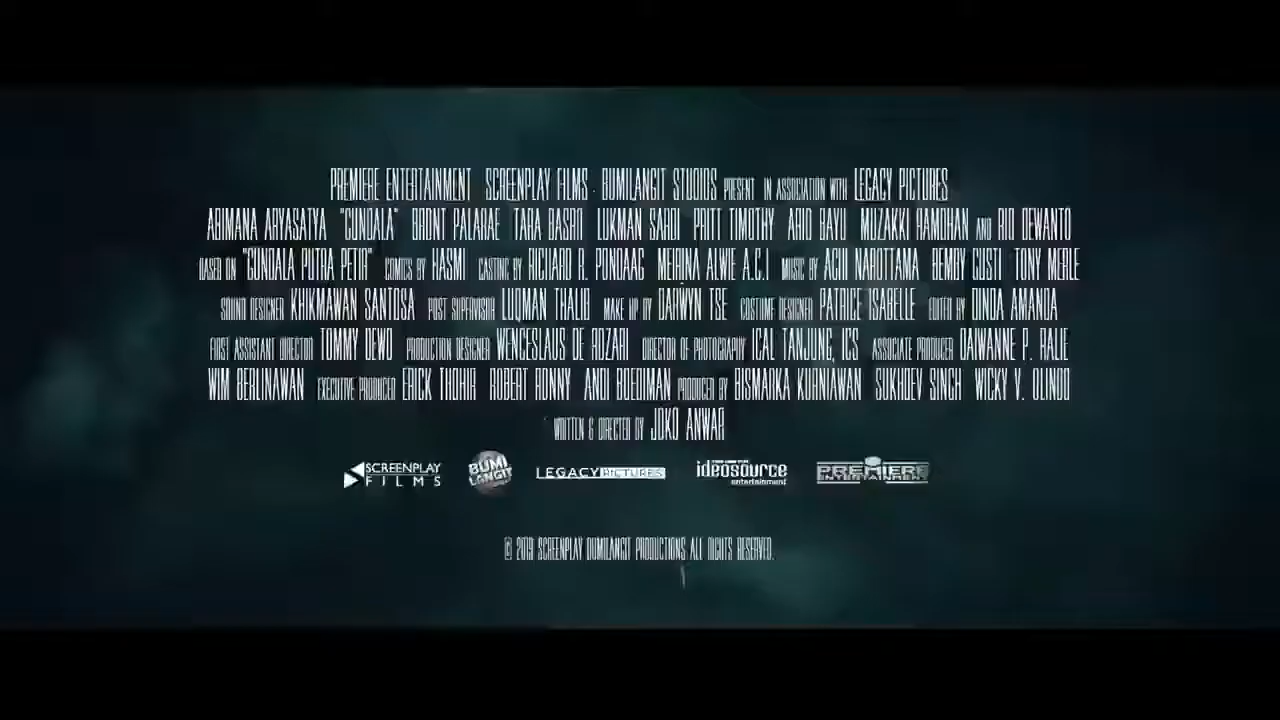 PREMIERE ENTERTAINMENT SCREENPLAY FILMS · BUMILANGIT STUDIOS PRESENT IN ASSOCIATION WITH LEGACY PICTURES
ABIMANA ARYASATYA "GUNDALA" BRONT PALARAE TARA BASRO LUKMAN SARDI PRITT TIMOTHY ARIO BAYU MUZAKKI RAMDHAN AND RIO DEWANTO
BASED ON "GUNDALA PUTRA PETIR" COMICS BY HASMI CASTING BY RICHARD R. PONDAAG MEIRINA ALWIE A.C.I MUSIC BY AGHI NAROTTAMA BEMBY GUSTI TONY MERLE
SOUND DESIGNER KHIKMAWAN SANTOSA POST SUPERVISOR LUQMAN THALIB MAKE UP BY DARWYN TSE COSTUME DESIGNER PATRICE ISABELLE EDITED BY DINDA AMANDA
FIRST ASSISTANT DIRECTOR TOMMY DEWO PRODUCTION DESIGNER WENCESLAUS DE ROZARI DIRECTOR OF PHOTOGRAPHY ICAL TANJUNG, ICS ASSOCIATE PRODUCER DAIWANNE P. RALIE
WIM BERLINAWAN EXECUTIVE PRODUCER ERICK THOHIR ROBERT RONNY ANDI BOEDIMAN PRODUCED BY BISMARKA KURNIAWAN SUKHDEV SINGH WICKY V. OLINDO
WRITTEN & DIRECTED BY JOKO ANWAR
SCREENPLAY FILMS BUMI LANGIT LEGACY PICTURES ideosource entertainment PREMIERE ENTERTAINMENT
© 2019 SCREENPLAY BUMILANGIT PRODUCTIONS ALL RIGHTS RESERVED.